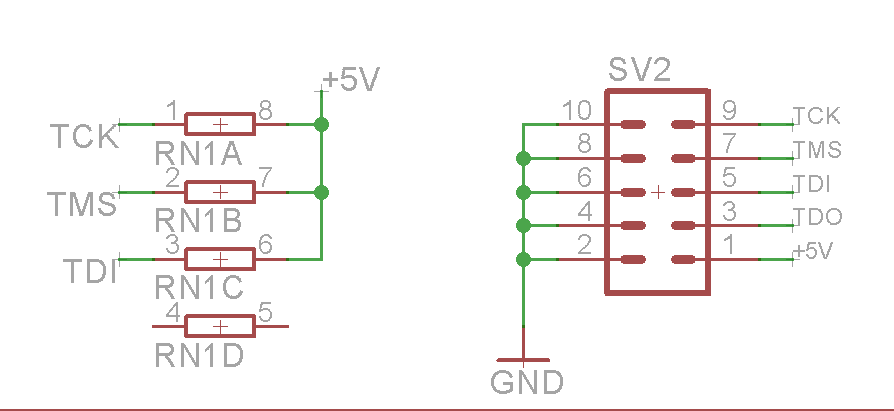 +5V
TCK 1 8
RN1A
TMS 2 7
RN1B
TDI 3 6
RN1C
4 5
RN1D
SV2
10 9 TCK
8 7 TMS
6 5 TDI
4 3 TDO
2 1 +5V
GND